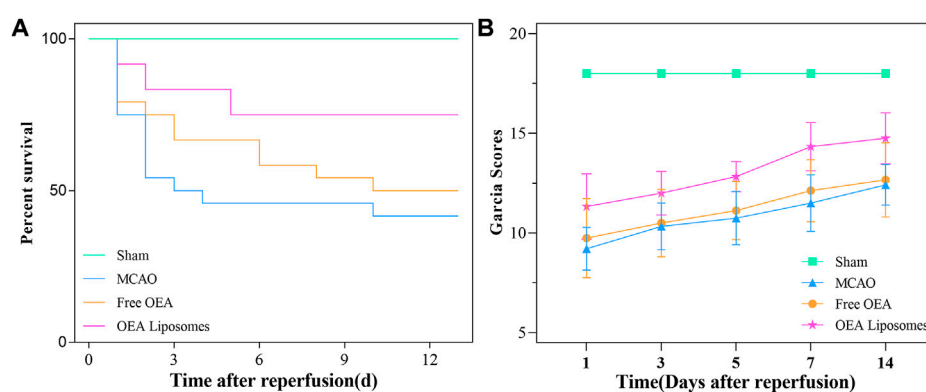 A
Percent survival
100
50
0
0 3 6 9 12
Time after reperfusion(d)
Sham
MCAO
Free OEA
OEA Liposomes
B
Garcia Scores
20
15
10
5
1 3 5 7 14
Time(Days after reperfusion)
Sham
MCAO
Free OEA
OEA Liposomes